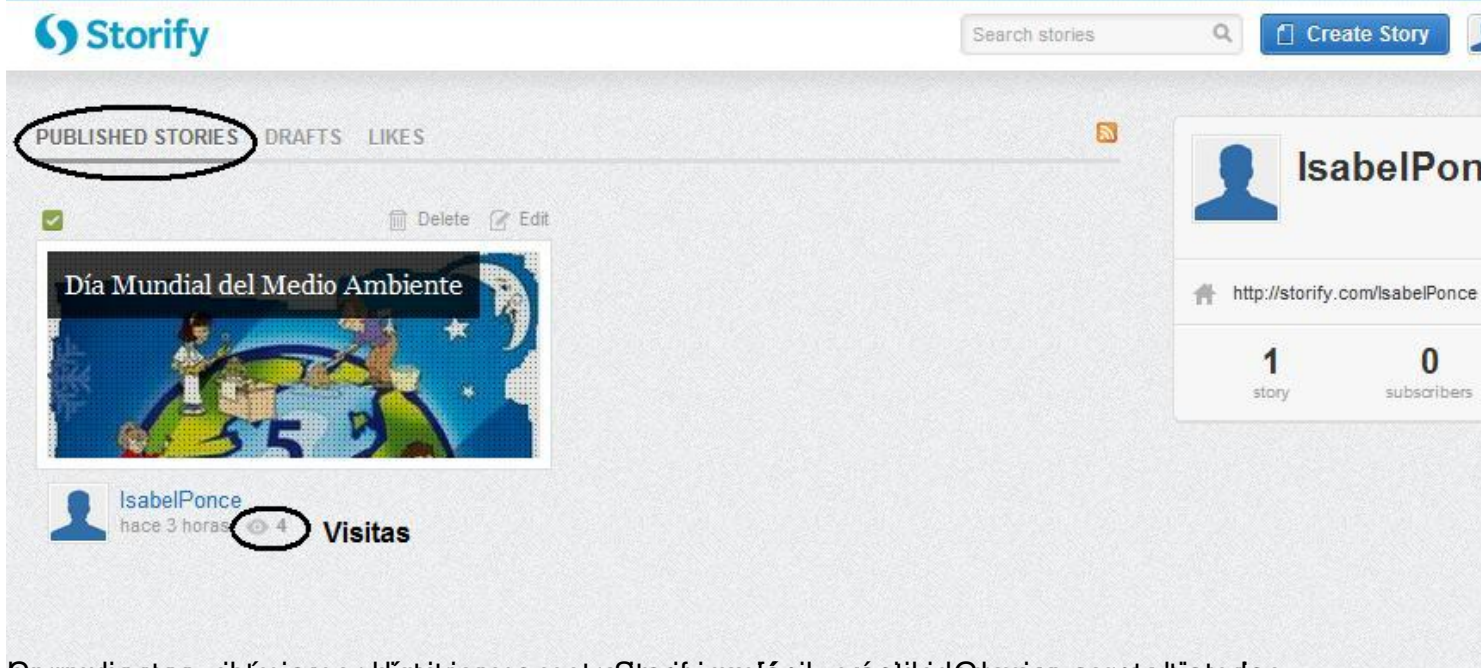 Storify
Search stories
Create Story
PUBLISHED STORIES DRAFTS LIKES
IsabelPon
Delete Edit
Día Mundial del Medio Ambiente
http://storify.com/IsabelPonce
1 0
story subscribers
5
IsabelPonce
hace 3 horas 4 Visitas